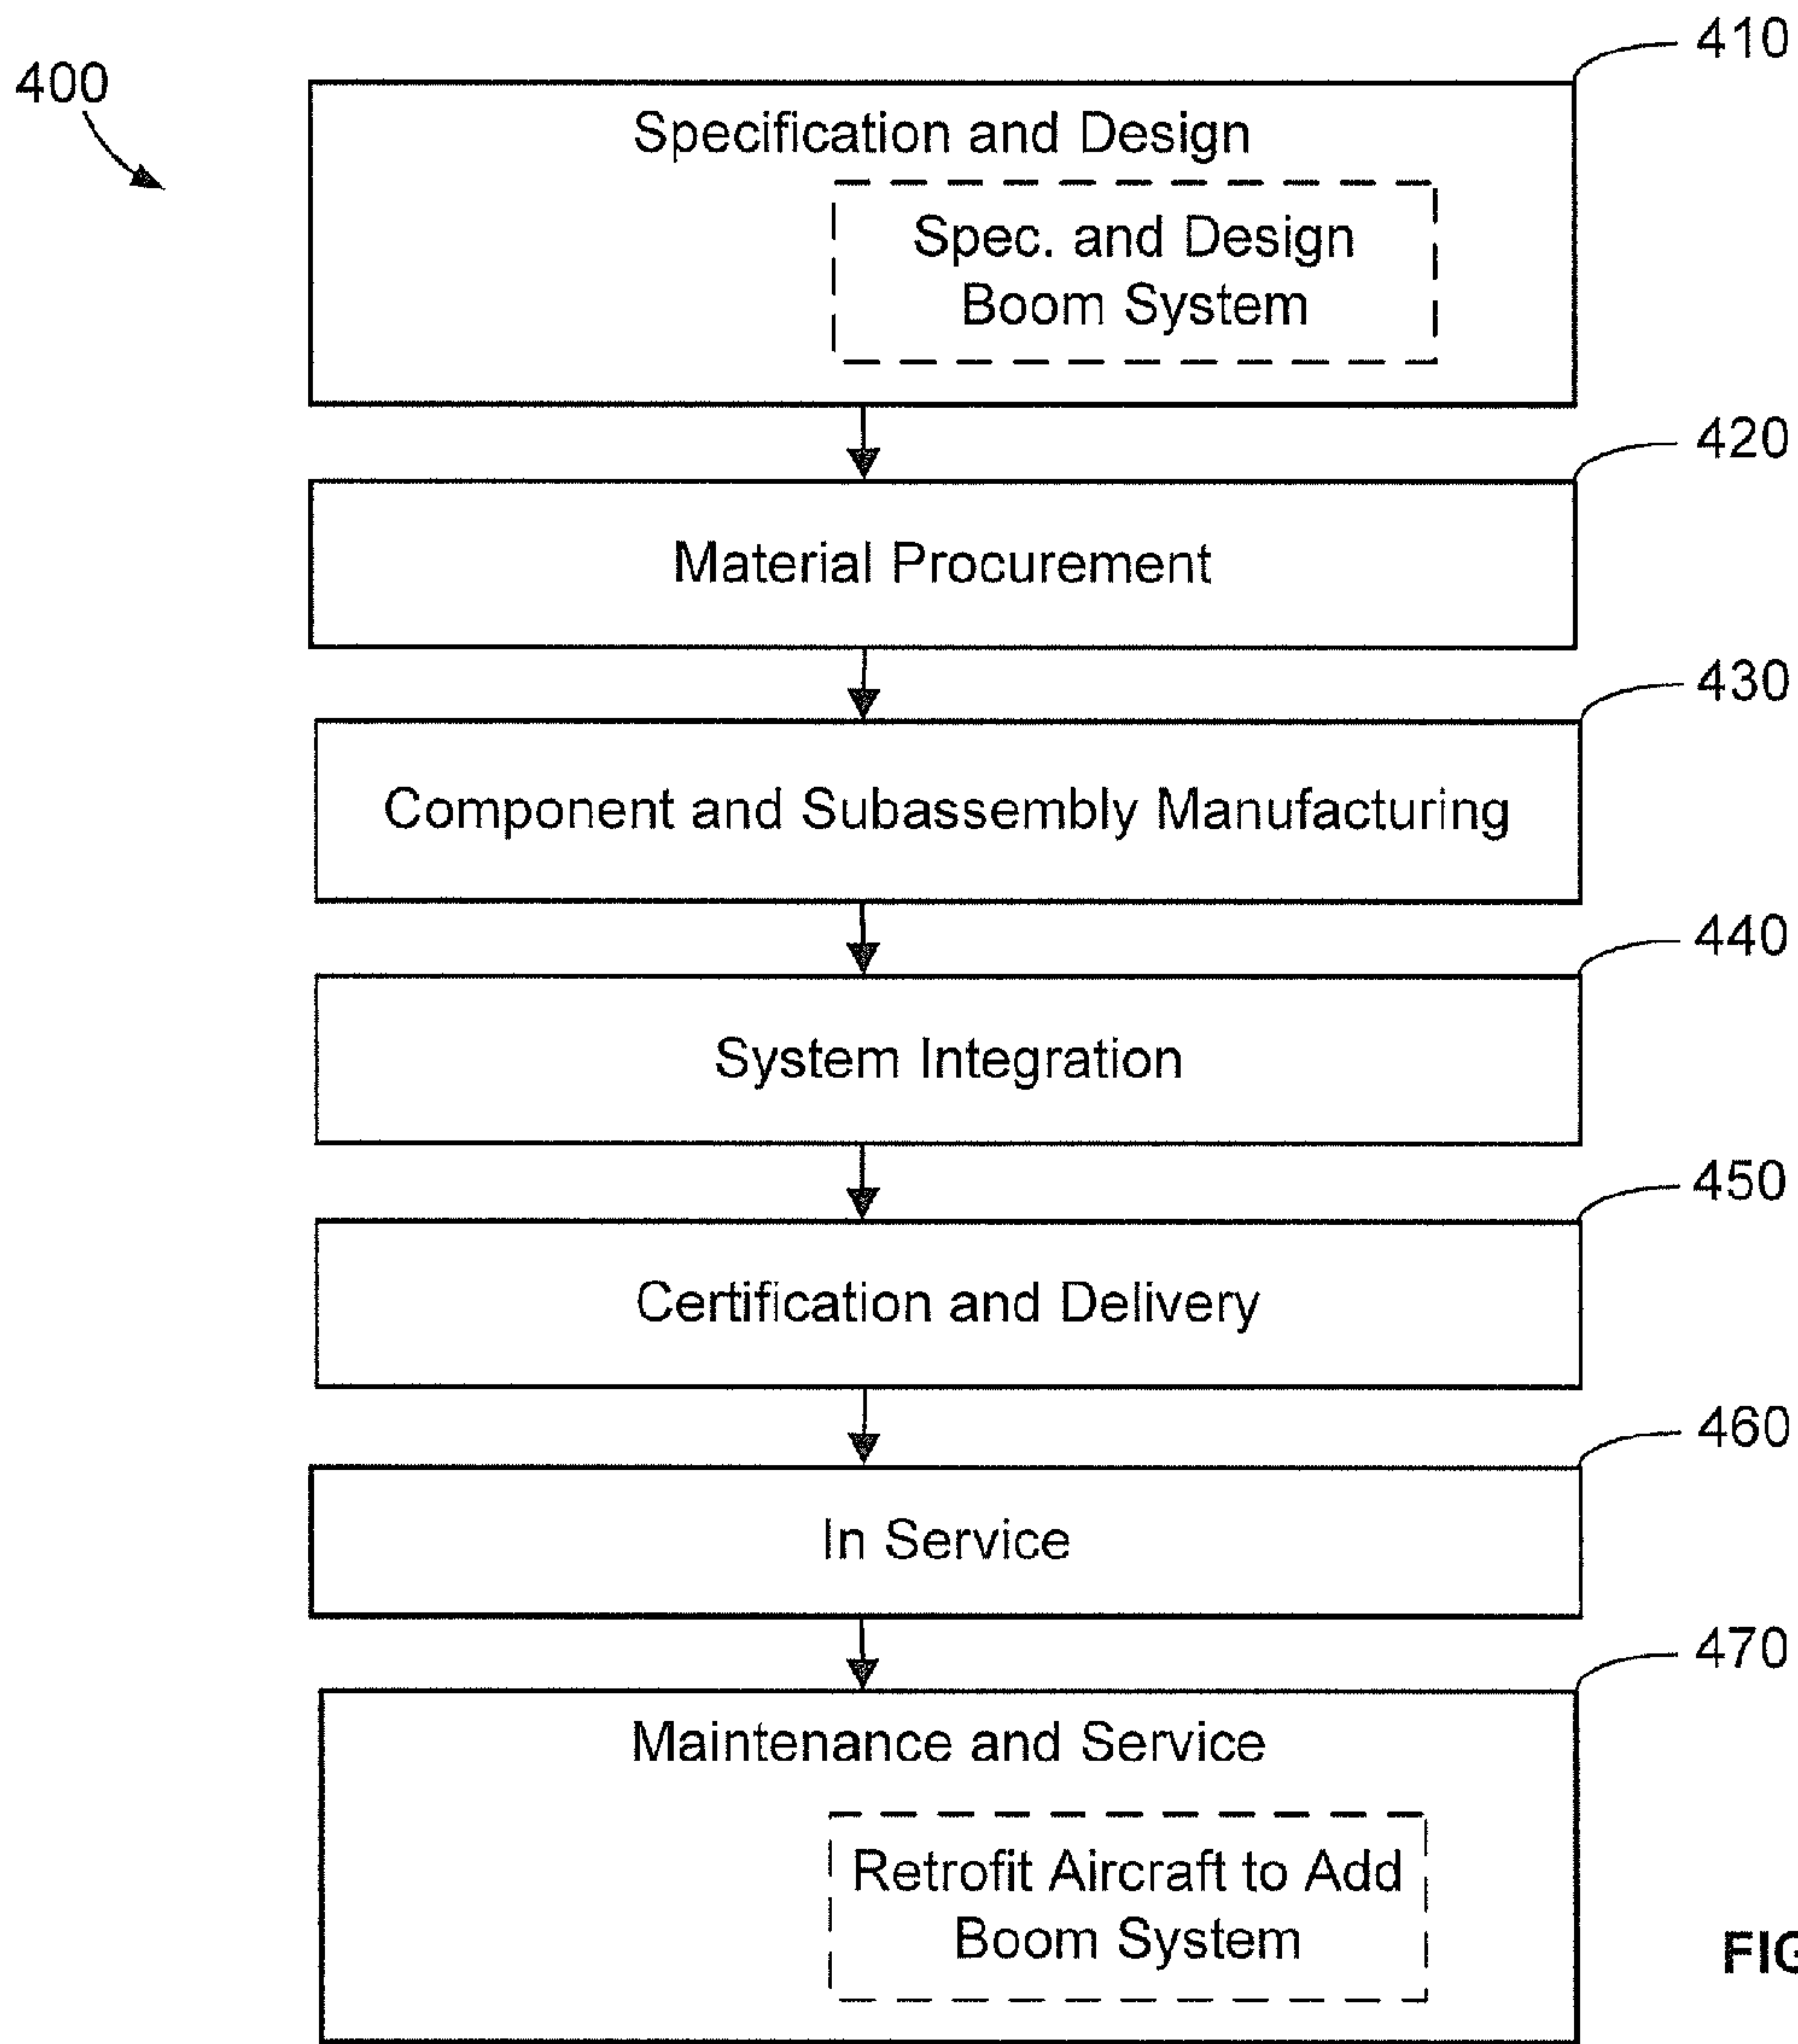 400
410
Specification and Design
Spec. and Design
Boom System
420
Material Procurement
430
Component and Subassembly Manufacturing
440
System Integration
450
Certification and Delivery
460
In Service
470
Maintenance and Service
Retrofit Aircraft to Add
Boom System